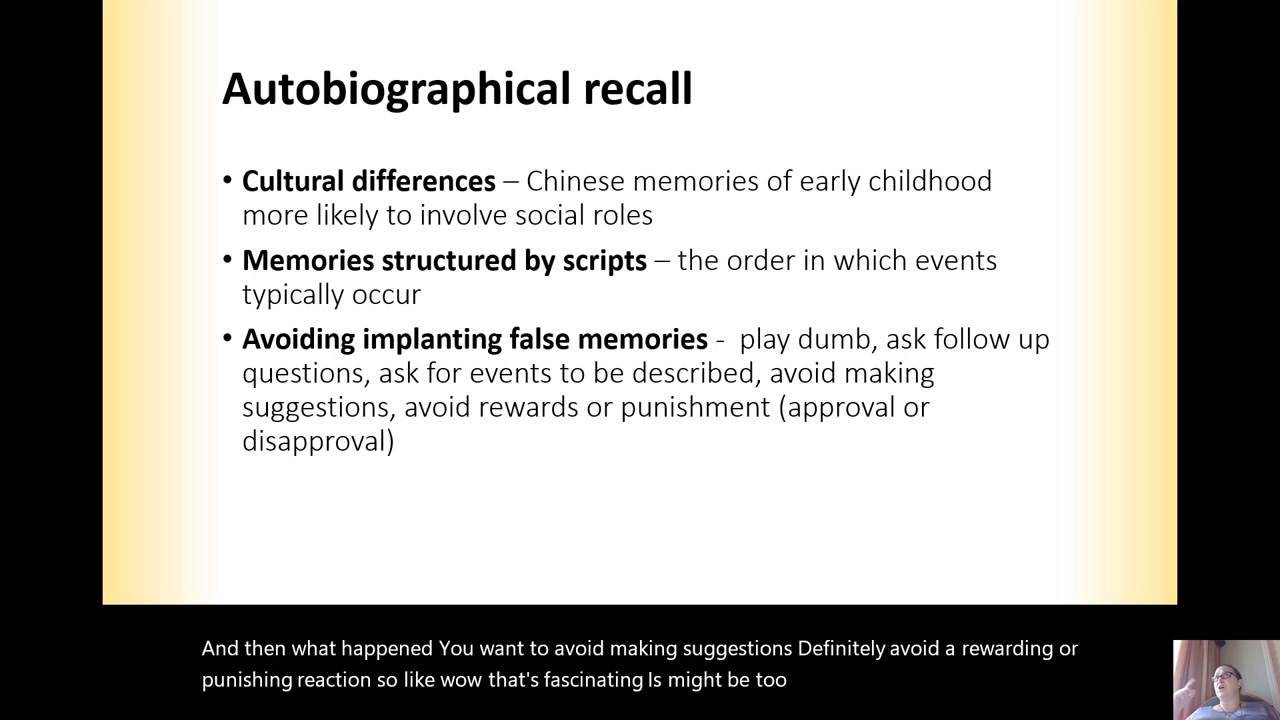 Autobiographical recall
• Cultural differences – Chinese memories of early childhood
more likely to involve social roles
• Memories structured by scripts – the order in which events
typically occur
• Avoiding implanting false memories -  play dumb, ask follow up
questions, ask for events to be described, avoid making
suggestions, avoid rewards or punishment (approval or
disapproval)
And then what happened You want to avoid making suggestions Definitely avoid a rewarding or
punishing reaction so like wow that's fascinating Is might be too